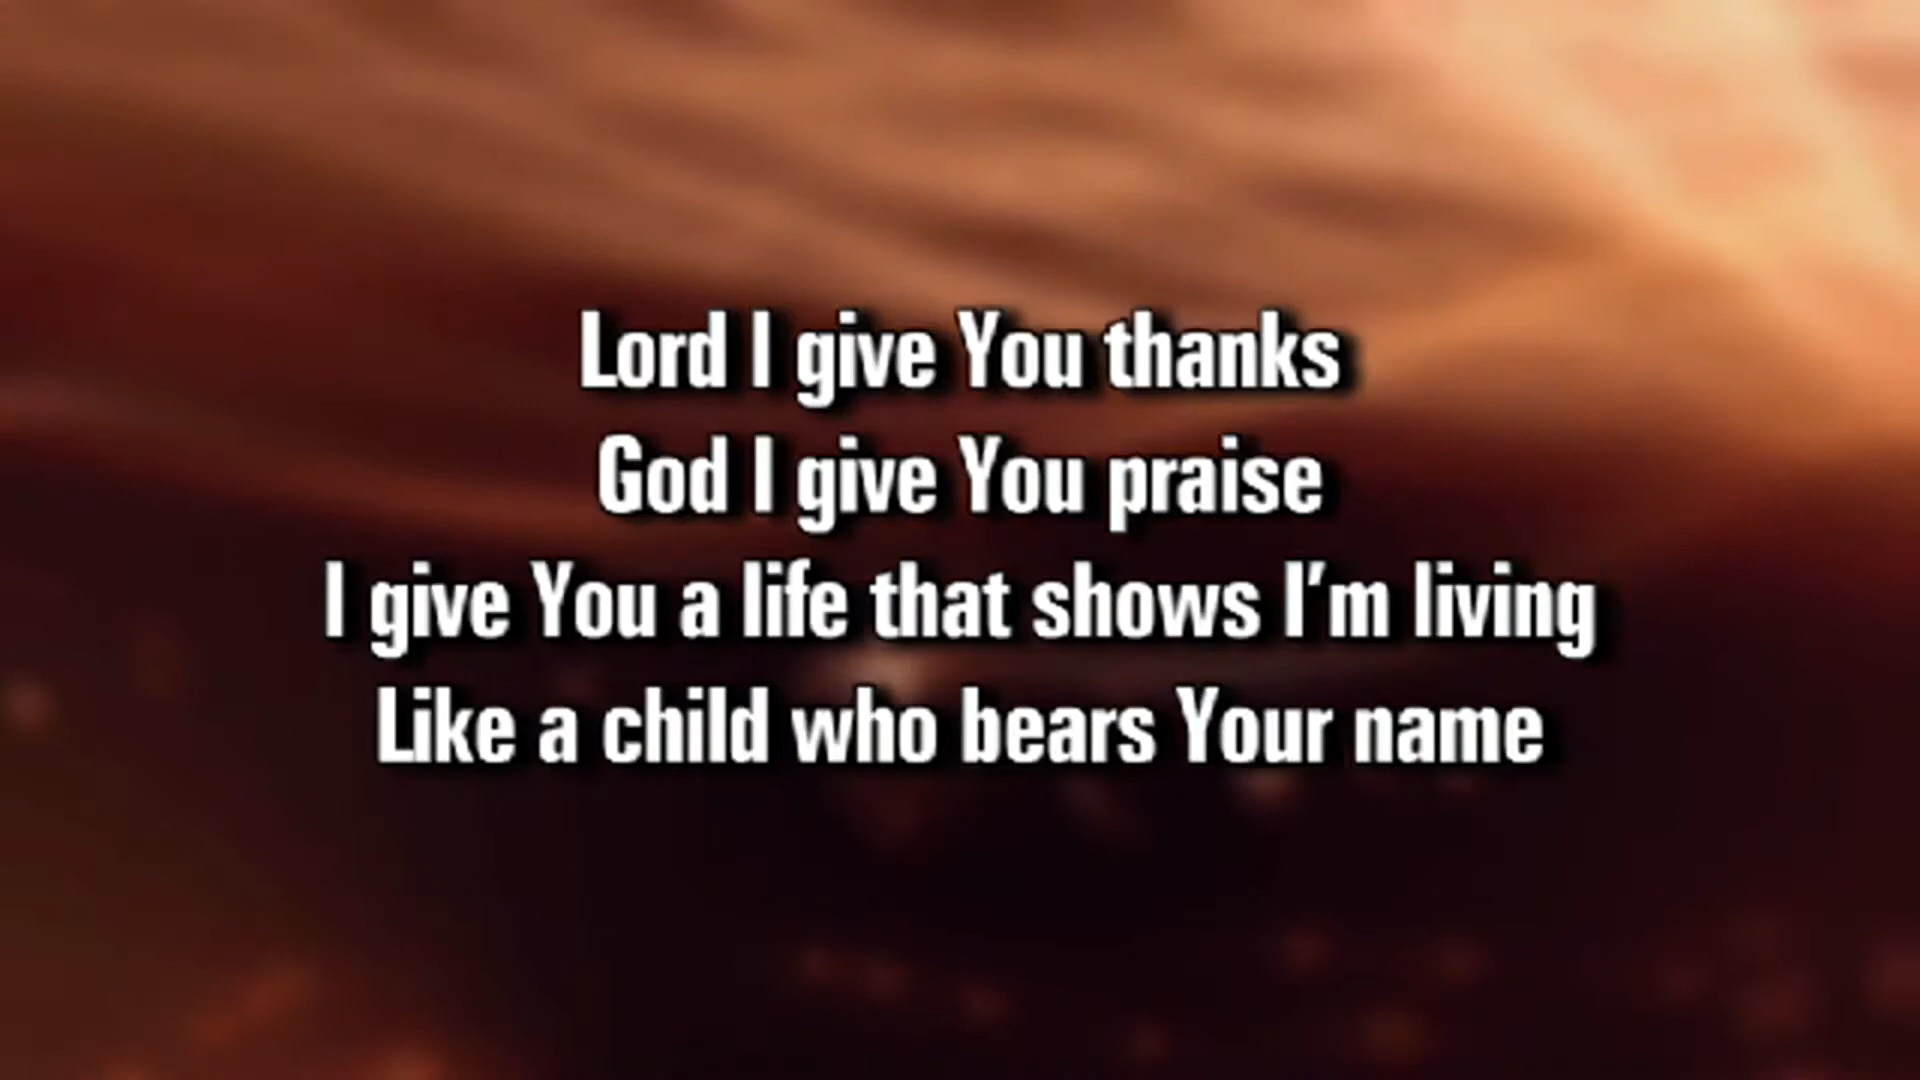 Lord I give You thanks
God I give You praise
I give You a life that shows I'm living
Like a child who bears Your name